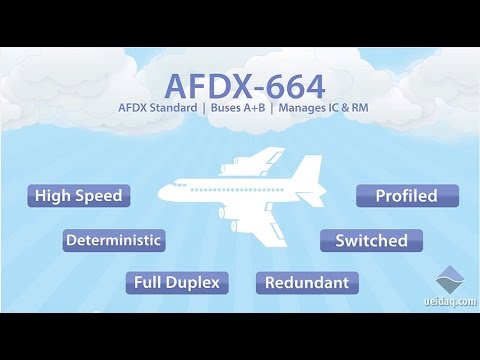 AFDX-664
AFDX Standard | Buses A+B | Manages IC & RM
High Speed
Profiled
Deterministic
Switched
Full Duplex
Redundant
ueidaq.com